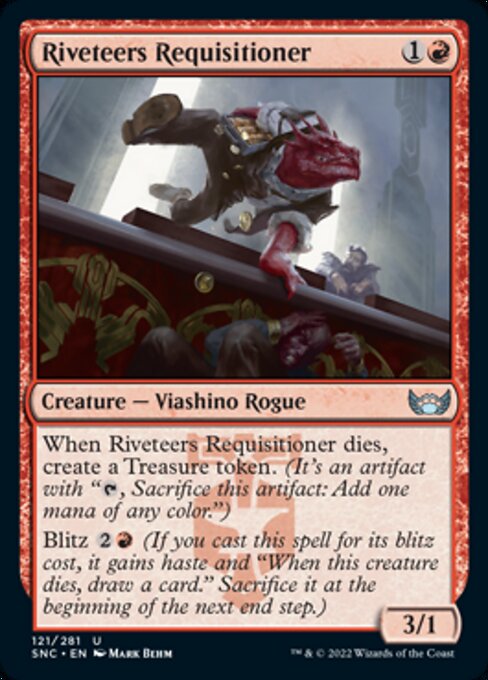 Riveteers Requisitioner 1
Creature — Viashino Rogue
When Riveteers Requisitioner dies,
create a Treasure token. (It's an artifact
with “, Sacrifice this artifact: Add one
mana of any color.”)
Blitz 2 (If you cast this spell for its blitz
cost, it gains haste and “When this creature
dies, draw a card.” Sacrifice it at the
beginning of the next end step.)
3/1
121/281 U
SNC • EN Mark Behm
™ & © 2022 Wizards of the Coast